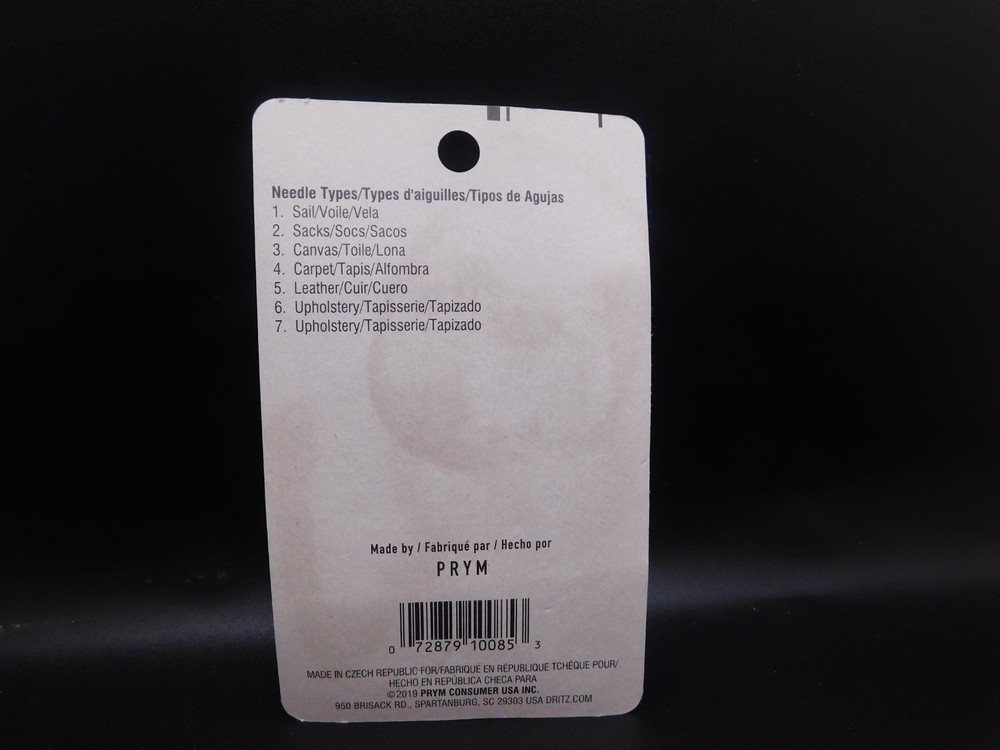 Needle Types/Types d'aiguilles/Tipos de Agujas
1. Sail/Voile/Vela
2. Sacks/Socs/Sacos
3. Canvas/Toile/Lona
4. Carpet/Tapis/Alfombra
5. Leather/Cuir/Cuero
6. Upholstery/Tapisserie/Tapizado
7. Upholstery/Tapisserie/Tapizado
Made by / Fabriqué par / Hecho por
PRYM
0 72879 10085 3
MADE IN CZECH REPUBLIC FOR/FABRIQUÉ EN RÉPUBLIQUE TCHÈQUE POUR/
HECHO EN REPÚBLICA CHECA PARA
©2019 PRYM CONSUMER USA INC.
950 BRISACK RD., SPARTANBURG, SC 29303 USA DRITZ.COM